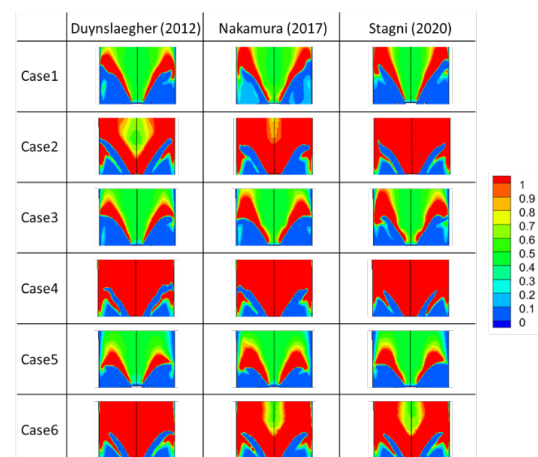 Duynslaegher (2012) Nakamura (2017) Stagni (2020)
Case1
Case2
Case3
Case4
Case5
Case6
1
0.9
0.8
0.7
0.6
0.5
0.4
0.3
0.2
0.1
0